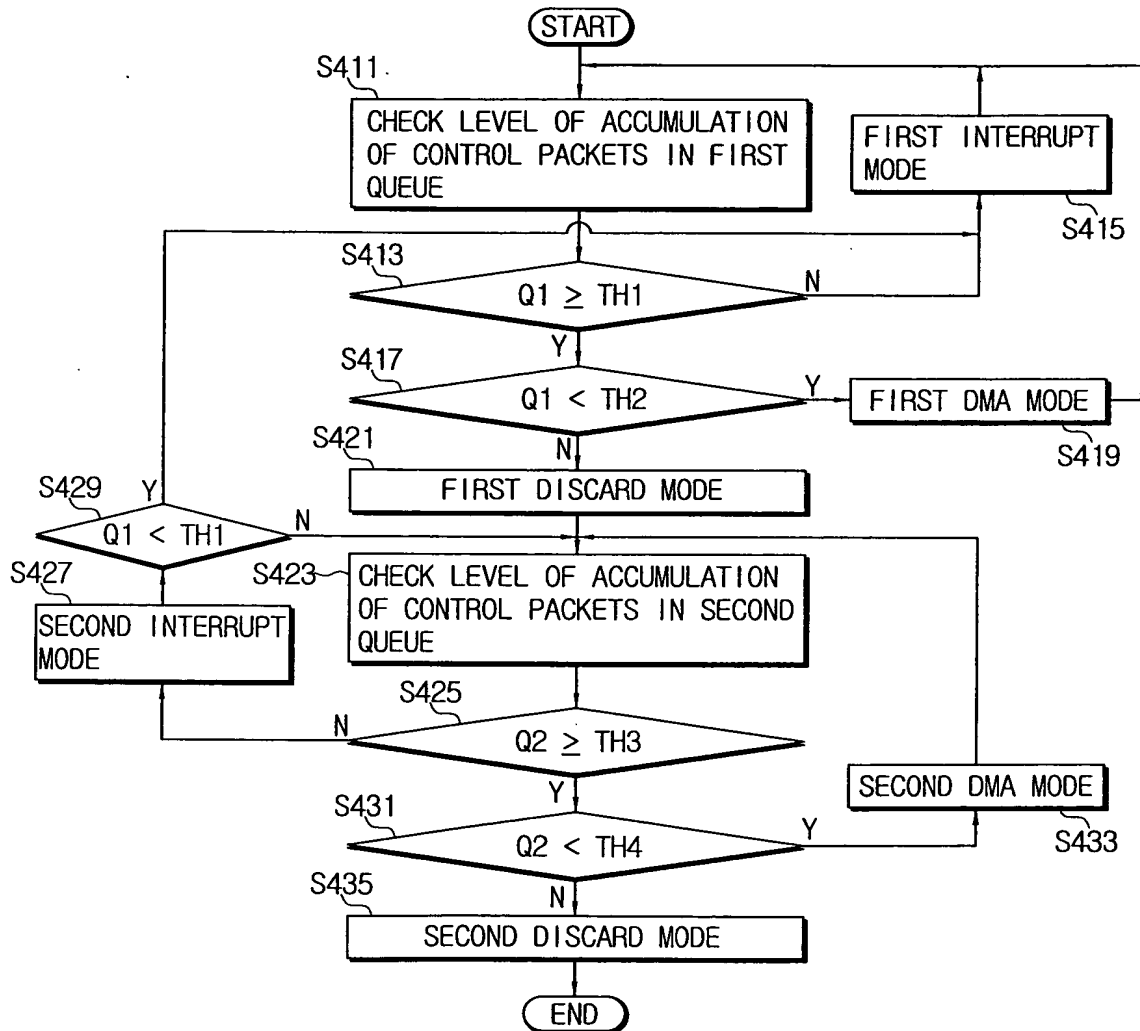 START
S411
CHECK LEVEL OF ACCUMULATION
OF CONTROL PACKETS IN FIRST
QUEUE
FIRST INTERRUPT
MODE
S415
S413
Q1 ≥ TH1
N
Y
S417
Q1 < TH2
Y
FIRST DMA MODE
S419
N
S421
FIRST DISCARD MODE
S429
Y
Q1 < TH1
N
S427
SECOND INTERRUPT
MODE
S423
CHECK LEVEL OF ACCUMULATION
OF CONTROL PACKETS IN SECOND
QUEUE
S425
N
Q2 ≥ TH3
Y
SECOND DMA MODE
S433
S431
Q2 < TH4
Y
N
S435
SECOND DISCARD MODE
END